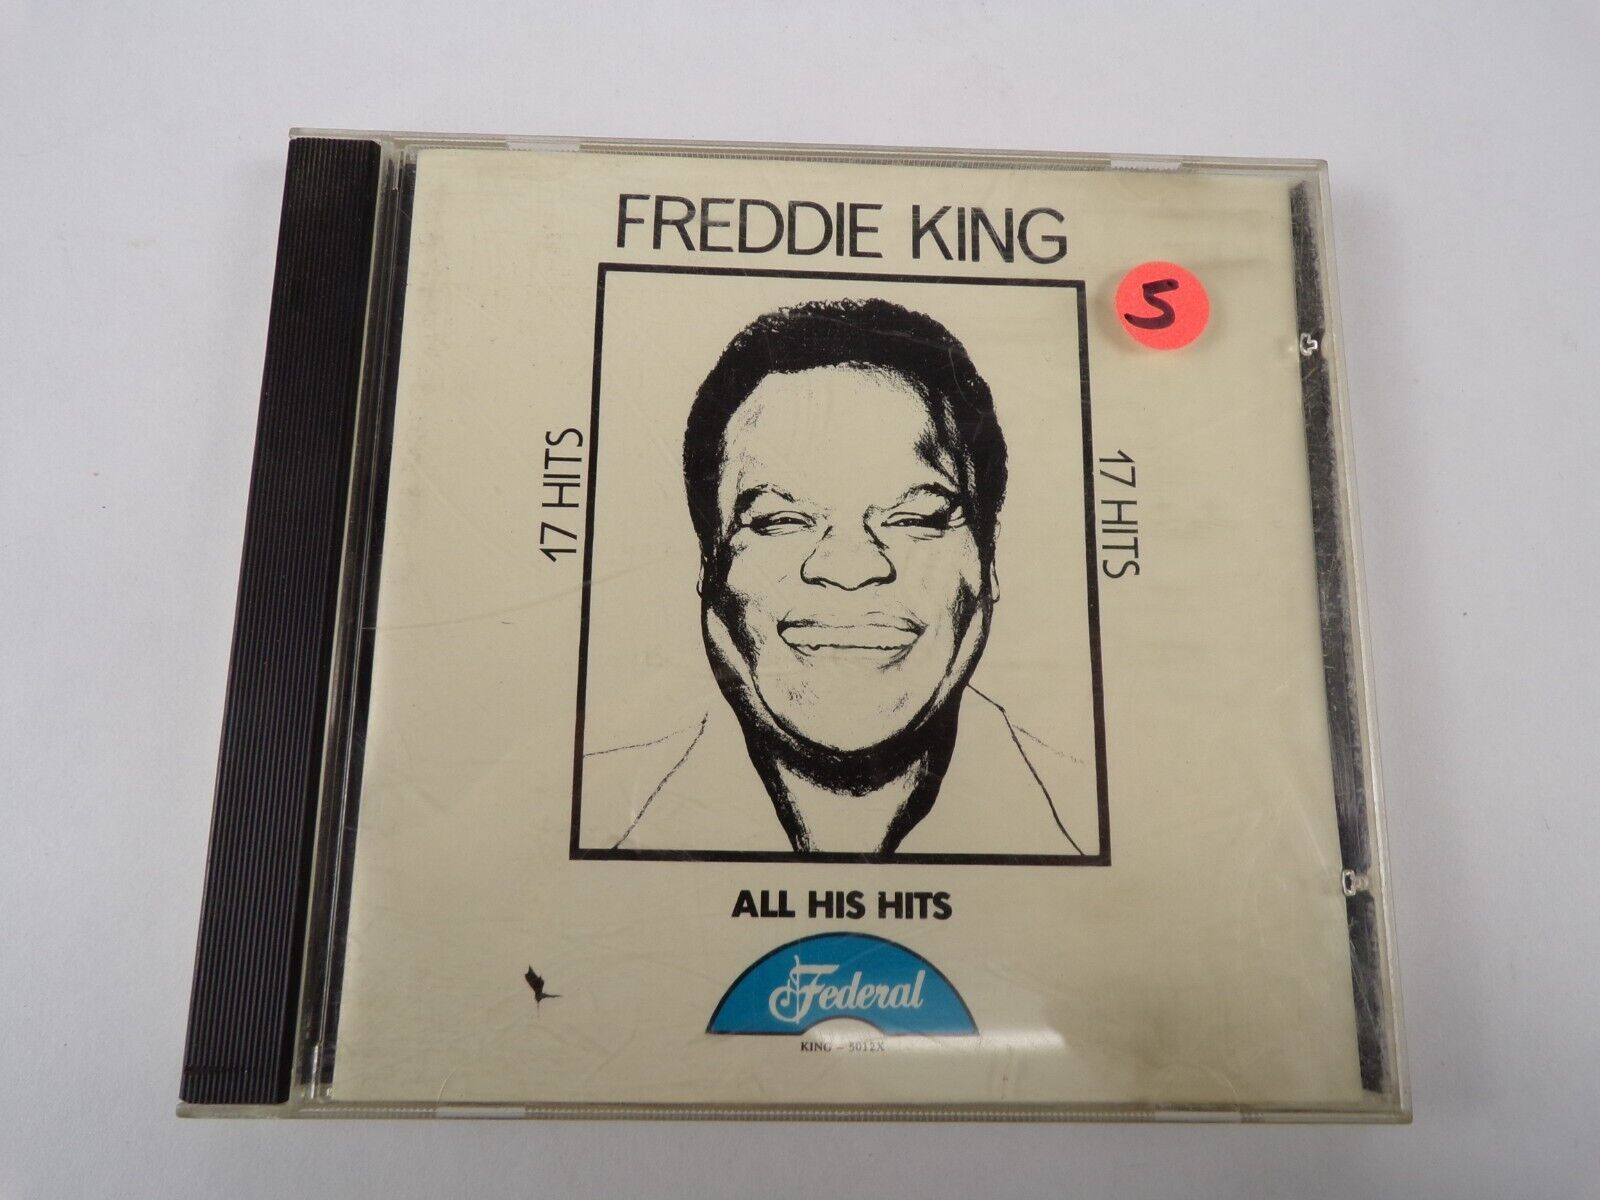 FREDDIE KING
5
17 HITS
17 HITS
ALL HIS HITS
Federal
KING - 5012X